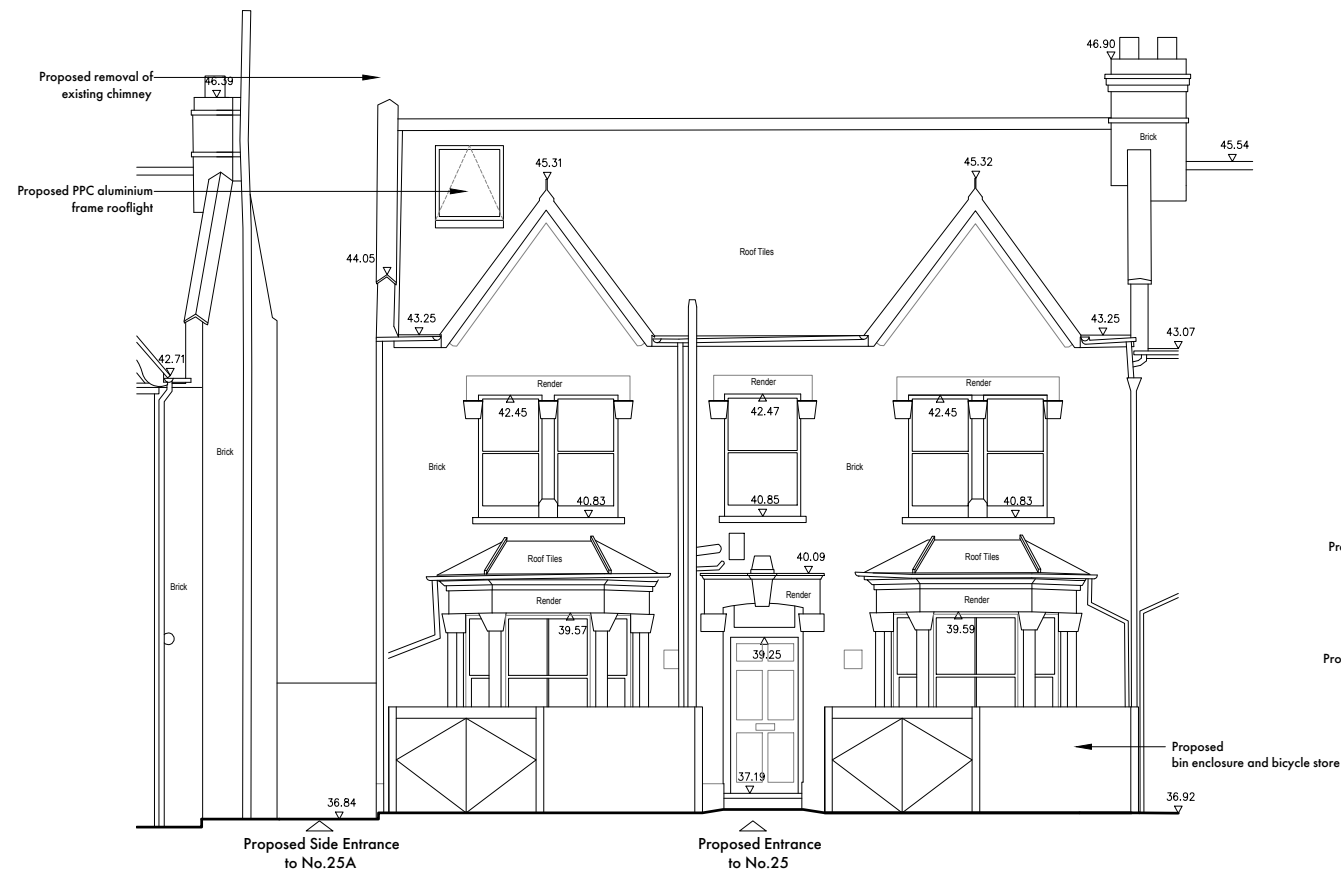 46.90
Proposed removal of
existing chimney
46.39
Brick
45.54
45.31
45.32
Proposed PPC aluminium
frame rooflight
Roof Tiles
44.05
43.25
43.25
43.07
42.71
Render
Render
Render
42.45
42.47
42.45
Brick
Brick
Brick
40.83
40.85
40.83
Roof Tiles
40.09
Roof Tiles
Brick
Render
Render
Render
39.57
39.59
39.25
Proposed
bin enclosure and bicycle store
37.19
36.84
36.92
Proposed Side Entrance
to No.25A
Proposed Entrance
to No.25